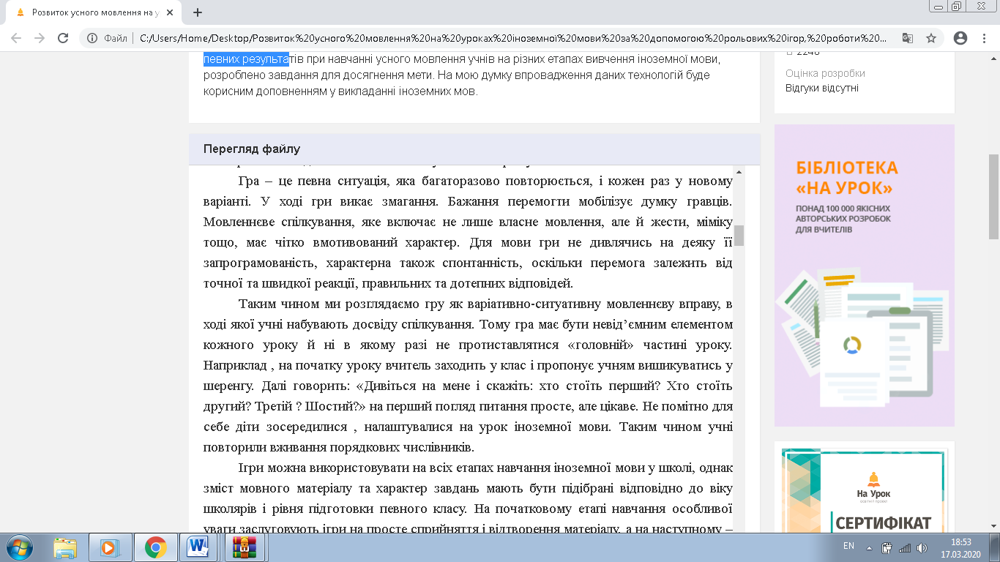 Розвиток усного мовлення на у
Файл
C:/Users/Home/Desktop/Розвиток%20усного%20мовлення%20на%20уроках%20іноземної%20мови%20за%20допомогою%20рольових%20ігор,%20роботи%20...
певних результатів при навчанні усного мовлення учнів на різних етапах вивчення іноземної мови,
розроблено завдання для досягнення мети. На мою думку впровадження даних технологій буде
корисним доповненням у викладанні іноземних мов.
Перегляд файлу
Гра – це певна ситуація, яка багаторазово повторюється, і кожен раз у новому
варіанті. У ході гри викає змагання. Бажання перемогти мобілізує думку гравців.
Мовленнєве спілкування, яке включає не лише власне мовлення, але й жести, міміку
тощо, має чітко вмотивований характер. Для мови гри не дивлячись на деяку її
запрограмованість, характерна також спонтанність, оскільки перемога залежить від
точної та швидкої реакції, правильних та дотепних відповідей.
Таким чином ми розглядаємо гру як варіативно-ситуативну мовленнєву вправу, в
ході якої учні набувають досвіду спілкування. Тому гра має бути невід’ємним елементом
кожного уроку й ні в якому разі не протиставлятися «головній» частині уроку.
Наприклад , на початку уроку вчитель заходить у клас і пропонує учням вишикуватись у
шеренгу. Далі говорить: «Дивіться на мене і скажіть: хто стоїть перший? Хто стоїть
другий? Третій ? Шостий?» на перший погляд питання просте, але цікаве. Не помітно для
себе діти зосередилися , налаштувалися на урок іноземної мови. Таким чином учні
повторили вживання порядкових числівників.
Ігри можна використовувати на всіх етапах навчання іноземної мови у школі, однак
зміст мовного матеріалу та характер завдань мають бути підібрані відповідно до віку
школярів і рівня підготовки певного класу. На початковому етапі навчання особливої
уваги заслуговують ігри на просте сприйняття і відтворення матеріалу, а на наступному –
2248
Оцінка розробки
Відгуки відсутні
БІБЛІОТЕКА
«НА УРОК»
ПОНАД 100 000 ЯКІСНИХ
АВТОРСЬКИХ РОЗРОБОК
ДЛЯ ВЧИТЕЛІВ
На Урок
освітній проект
СЕРТИФІКАТ
EN
18:53
17.03.2020